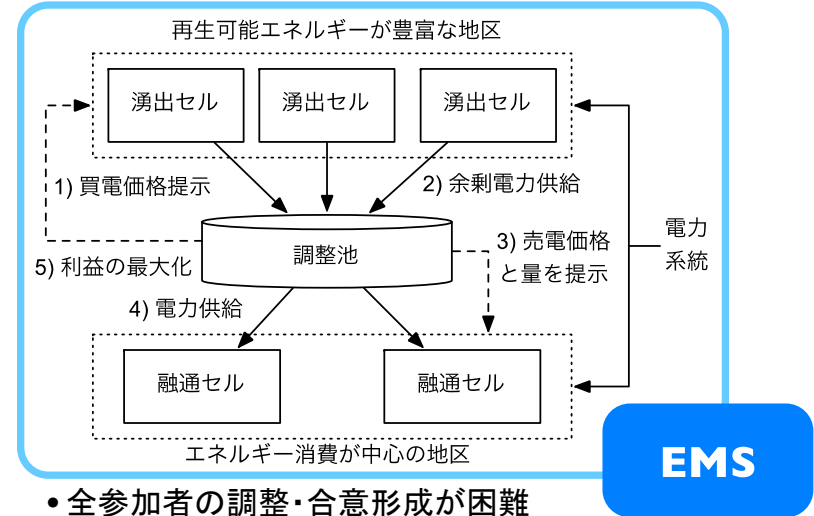 再生可能エネルギーが豊富な地区
湧出セル
湧出セル
湧出セル
1) 買電価格提示
2) 余剰電力供給
調整池
3) 売電価格
と量を提示
電力
系統
5) 利益の最大化
4) 電力供給
融通セル
融通セル
エネルギー消費が中心の地区
EMS
•全参加者の調整・合意形成が困難